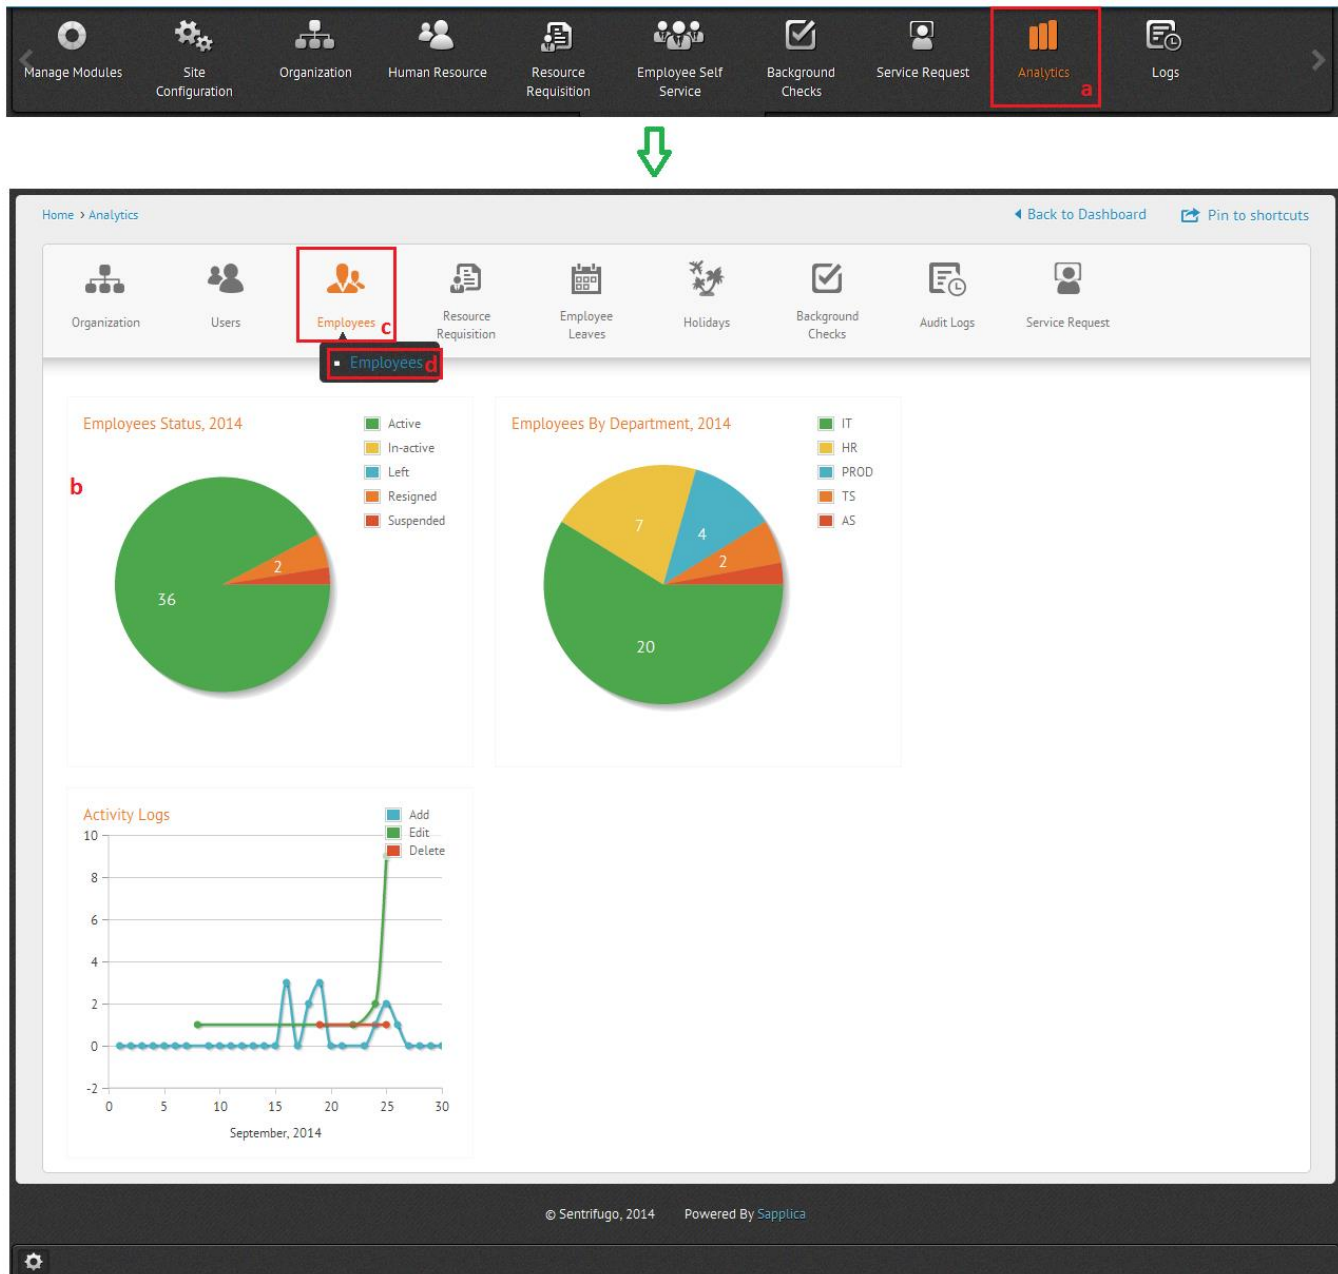 Manage Modules
Site
Configuration
Organization
Human Resource
Resource
Requisition
Employee Self
Service
Background
Checks
Service Request
Analytics
a
Logs
Home › Analytics
Back to Dashboard
Pin to shortcuts
Organization
Users
Employees
c
Resource
Requisition
Employee
Leaves
Holidays
Background
Checks
Audit Logs
Service Request
Employees d
Employees Status, 2014
Active
In-active
Left
Resigned
Suspended
b
2
36
Employees By Department, 2014
IT
HR
PROD
TS
AS
7
4
2
20
Activity Logs
Add
Edit
Delete
10
8
6
4
2
0
-2
0 5 10 15 20 25 30
September, 2014
© Sentrifugo, 2014 Powered By Sapplica